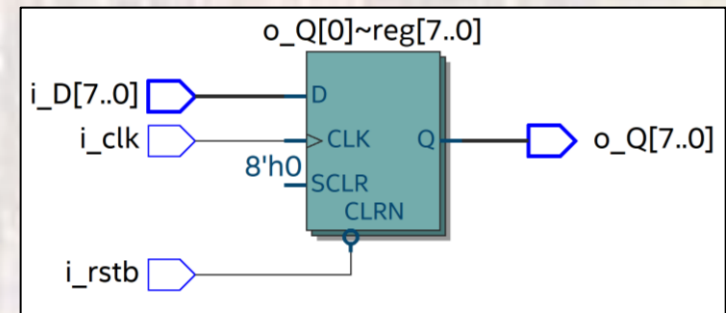 o_Q[0]~reg[7..0]
i_D[7..0]
D
i_clk
CLK
Q
o_Q[7..0]
8'h0
SCLR
CLRN
i_rstb